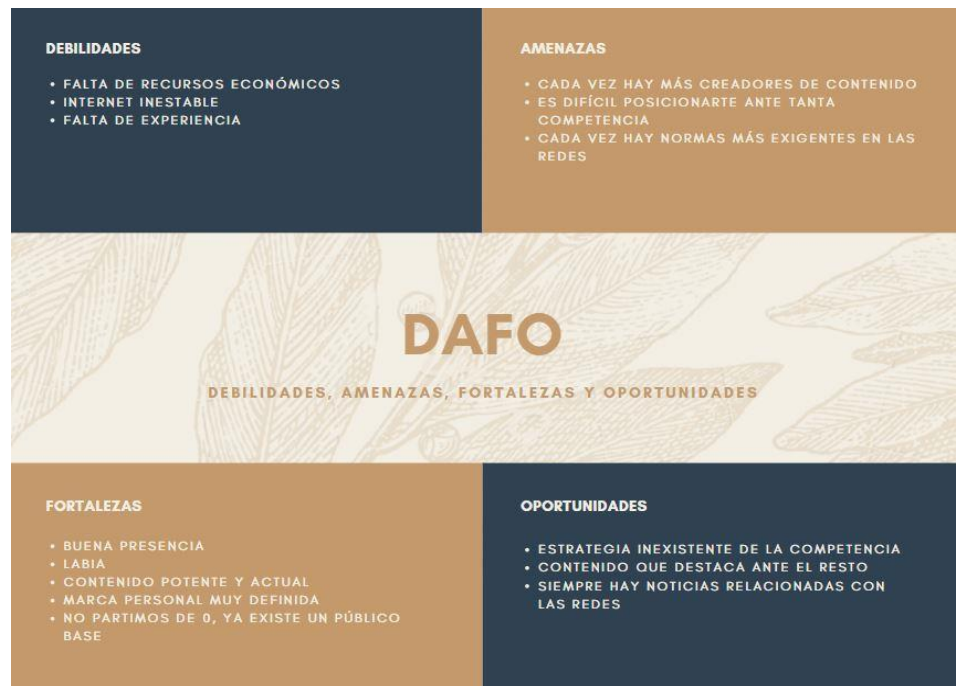 DEBILIDADES
• FALTA DE RECURSOS ECONÓMICOS
• INTERNET INESTABLE
• FALTA DE EXPERIENCIA
AMENAZAS
• CADA VEZ HAY MÁS CREADORES DE CONTENIDO
• ES DIFÍCIL POSICIONARTE ANTE TANTA
COMPETENCIA
• CADA VEZ HAY NORMAS MÁS EXIGENTES EN LAS
REDES
DAFO
DEBILIDADES, AMENAZAS, FORTALEZAS Y OPORTUNIDADES
FORTALEZAS
• BUENA PRESENCIA
• LABIA
• CONTENIDO POTENTE Y ACTUAL
• MARCA PERSONAL MUY DEFINIDA
• NO PARTIMOS DE 0, YA EXISTE UN PÚBLICO
BASE
OPORTUNIDADES
• ESTRATEGIA INEXISTENTE DE LA COMPETENCIA
• CONTENIDO QUE DESTACA ANTE EL RESTO
• SIEMPRE HAY NOTICIAS RELACIONADAS CON
LAS REDES